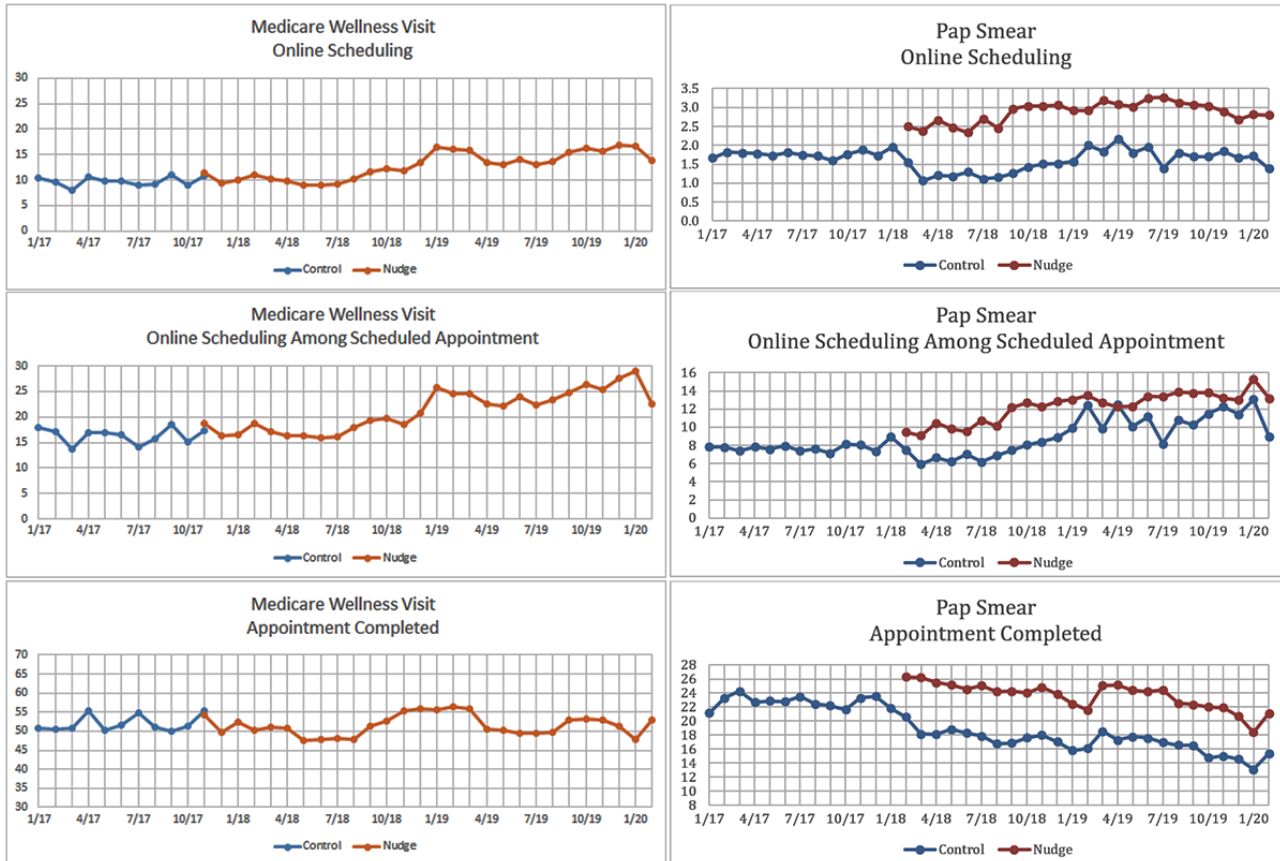 Medicare Wellness Visit
Online Scheduling
30
25
20
15
10
5
0
1/17 4/17 7/17 10/17 1/18 4/18 7/18 10/18 1/19 4/19 7/19 10/19 1/20
Control Nudge
Pap Smear
Online Scheduling
3.5
3.0
2.5
2.0
1.5
1.0
0.5
0.0
1/17 4/17 7/17 10/17 1/18 4/18 7/18 10/18 1/19 4/19 7/19 10/19 1/20
Control Nudge
Medicare Wellness Visit
Online Scheduling Among Scheduled Appointment
30
25
20
15
10
5
0
1/17 4/17 7/17 10/17 1/18 4/18 7/18 10/18 1/19 4/19 7/19 10/19 1/20
Control Nudge
Pap Smear
Online Scheduling Among Scheduled Appointment
16
14
12
10
8
6
4
2
0
1/17 4/17 7/17 10/17 1/18 4/18 7/18 10/18 1/19 4/19 7/19 10/19 1/20
Control Nudge
Medicare Wellness Visit
Appointment Completed
70
65
60
55
50
45
40
35
30
1/17 4/17 7/17 10/17 1/18 4/18 7/18 10/18 1/19 4/19 7/19 10/19 1/20
Control Nudge
Pap Smear
Appointment Completed
28
26
24
22
20
18
16
14
12
10
8
1/17 4/17 7/17 10/17 1/18 4/18 7/18 10/18 1/19 4/19 7/19 10/19 1/20
Control Nudge